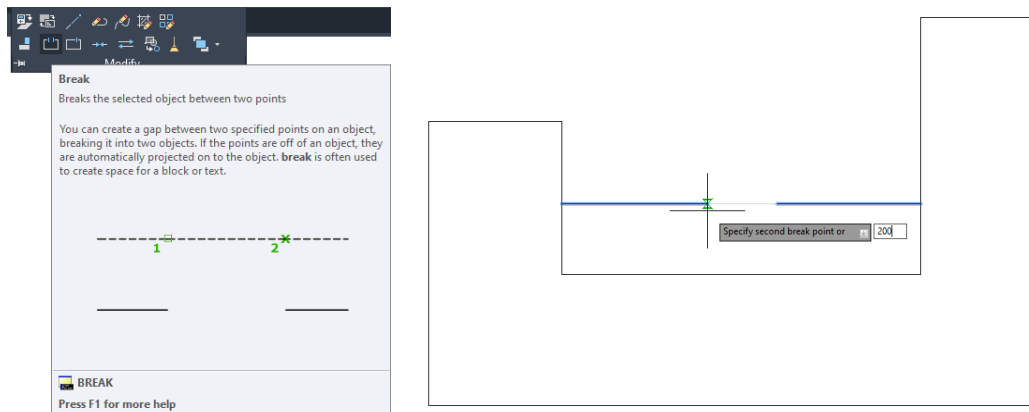 Modify
Break
Breaks the selected object between two points
You can create a gap between two specified points on an object,
breaking it into two objects. If the points are off of an object, they
are automatically projected on to the object. break is often used
to create space for a block or text.
1
2
BREAK
Press F1 for more help
Specify second break point or
200